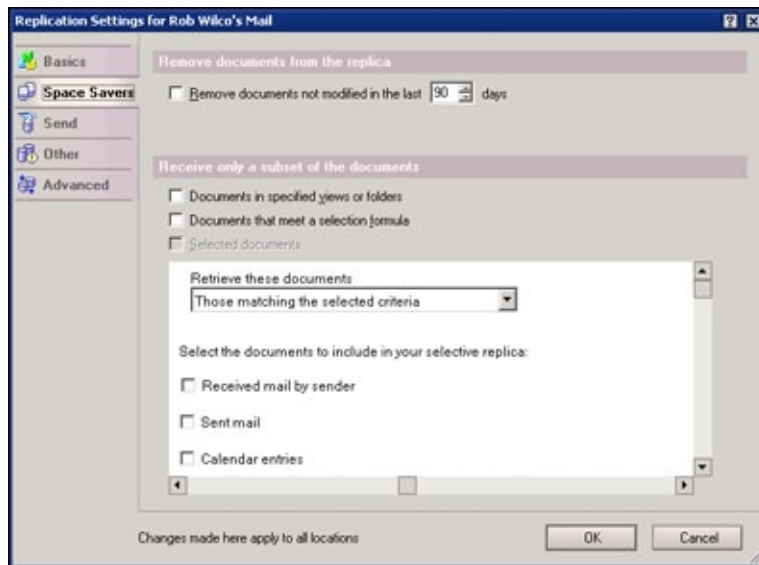 Replication Settings for Rob Wilco's Mail
Basics
Space Savers
Send
Other
Advanced
Remove documents from the replica
Remove documents not modified in the last 90 days
Receive only a subset of the documents
Documents in specified views or folders
Documents that meet a selection formula
Selected documents
Retrieve these documents
Those matching the selected criteria
Select the documents to include in your selective replica:
Received mail by sender
Sent mail
Calendar entries
Changes made here apply to all locations
OK
Cancel